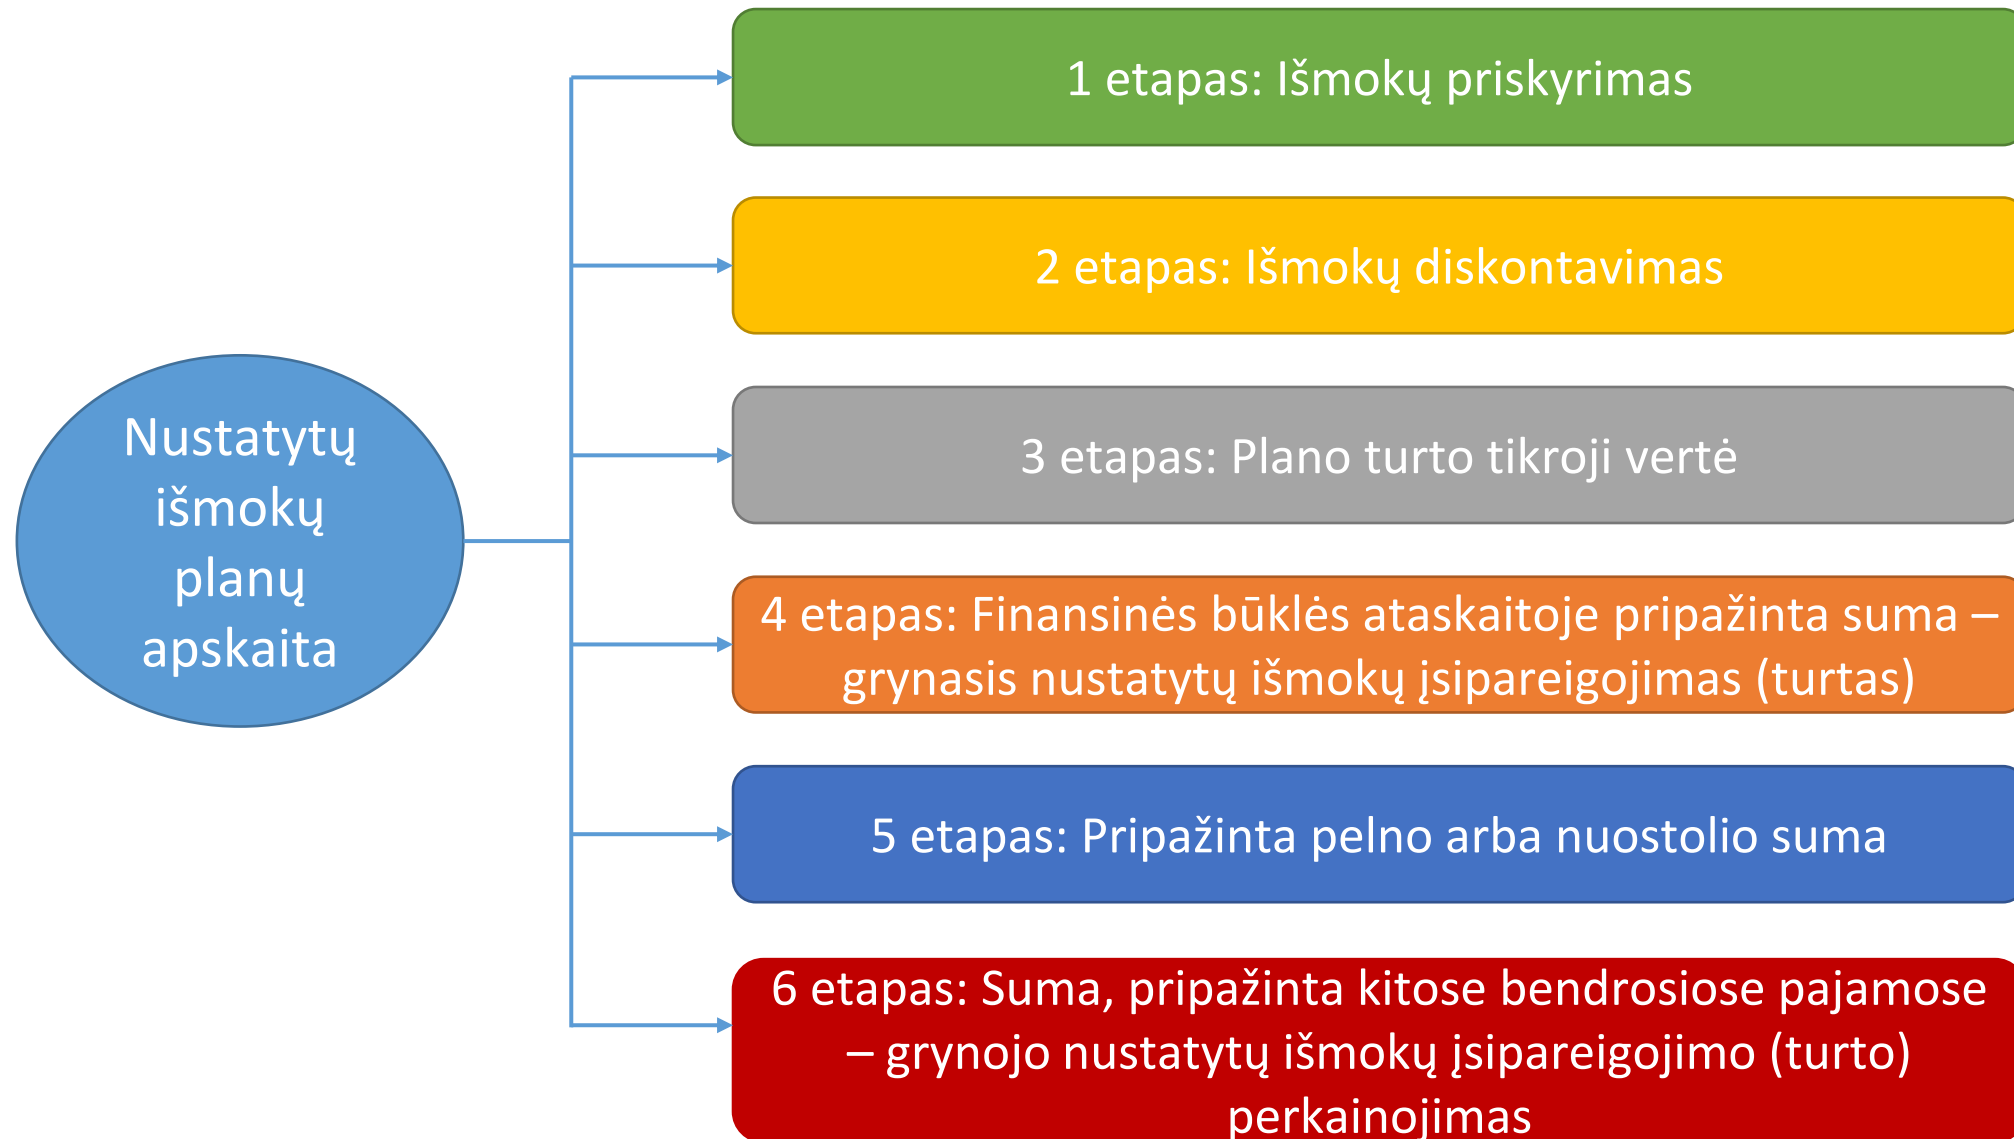 Nustatytų
išmokų
planų
apskaita
1 etapas: Išmokų priskyrimas
2 etapas: Išmokų diskontavimas
3 etapas: Plano turto tikroji vertė
4 etapas: Finansinės būklės ataskaitoje pripažinta suma –
grynasis nustatytų išmokų įsipareigojimas (turtas)
5 etapas: Pripažinta pelno arba nuostolio suma
6 etapas: Suma, pripažinta kitose bendrosiose pajamose
– grynojo nustatytų išmokų įsipareigojimo (turto)
perkainojimas